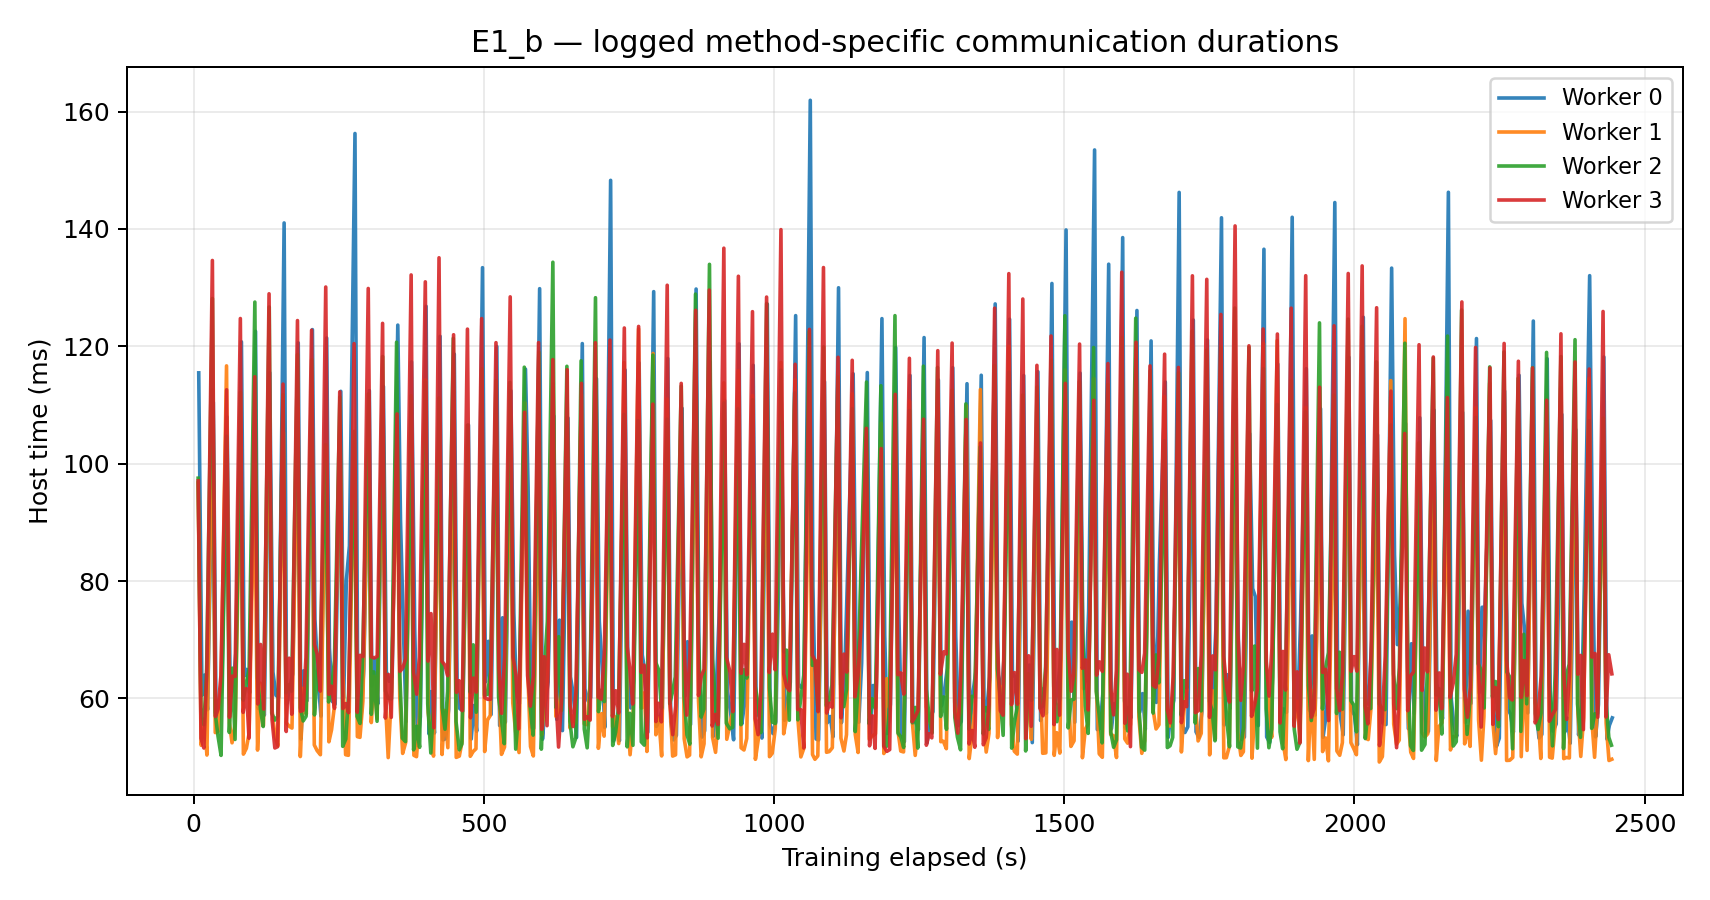 E1_b — logged method-specific communication durations
Host time (ms)
160
140
120
100
80
60
Worker 0
Worker 1
Worker 2
Worker 3
0
500
1000
1500
2000
2500
Training elapsed (s)